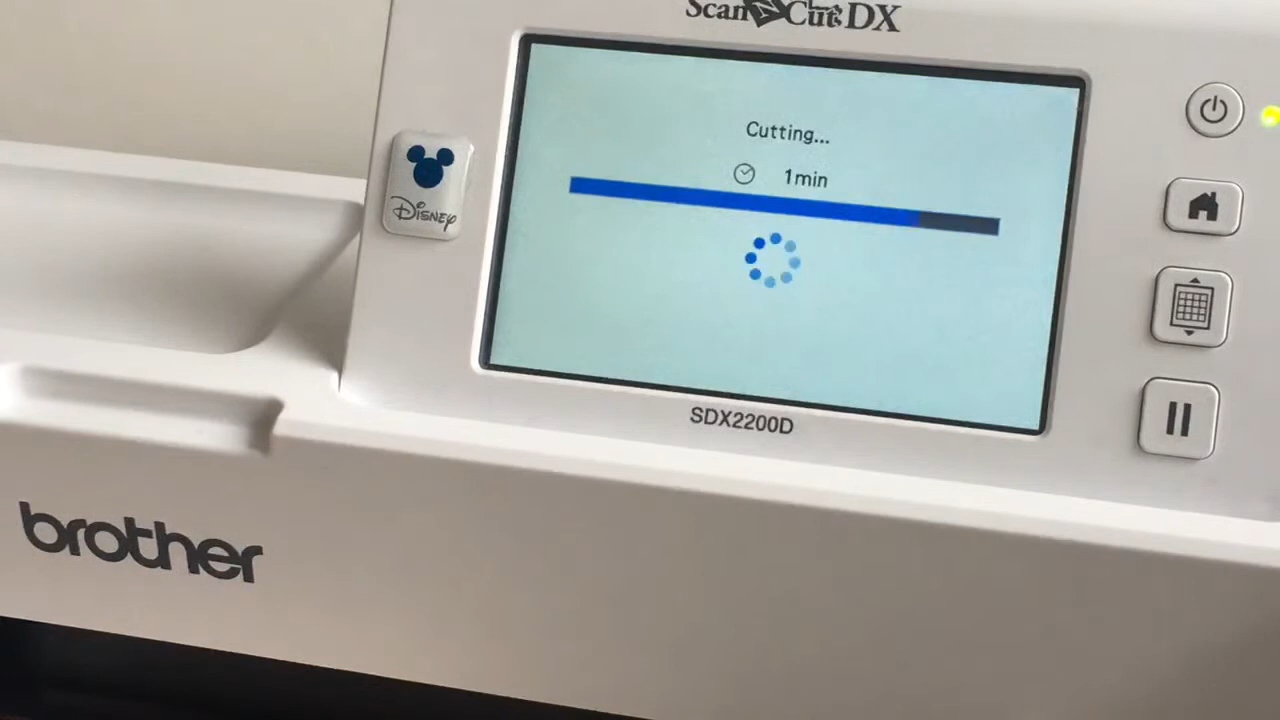 ScanNCut DX
Cutting...
1min
Disney
SDX2200D
brother